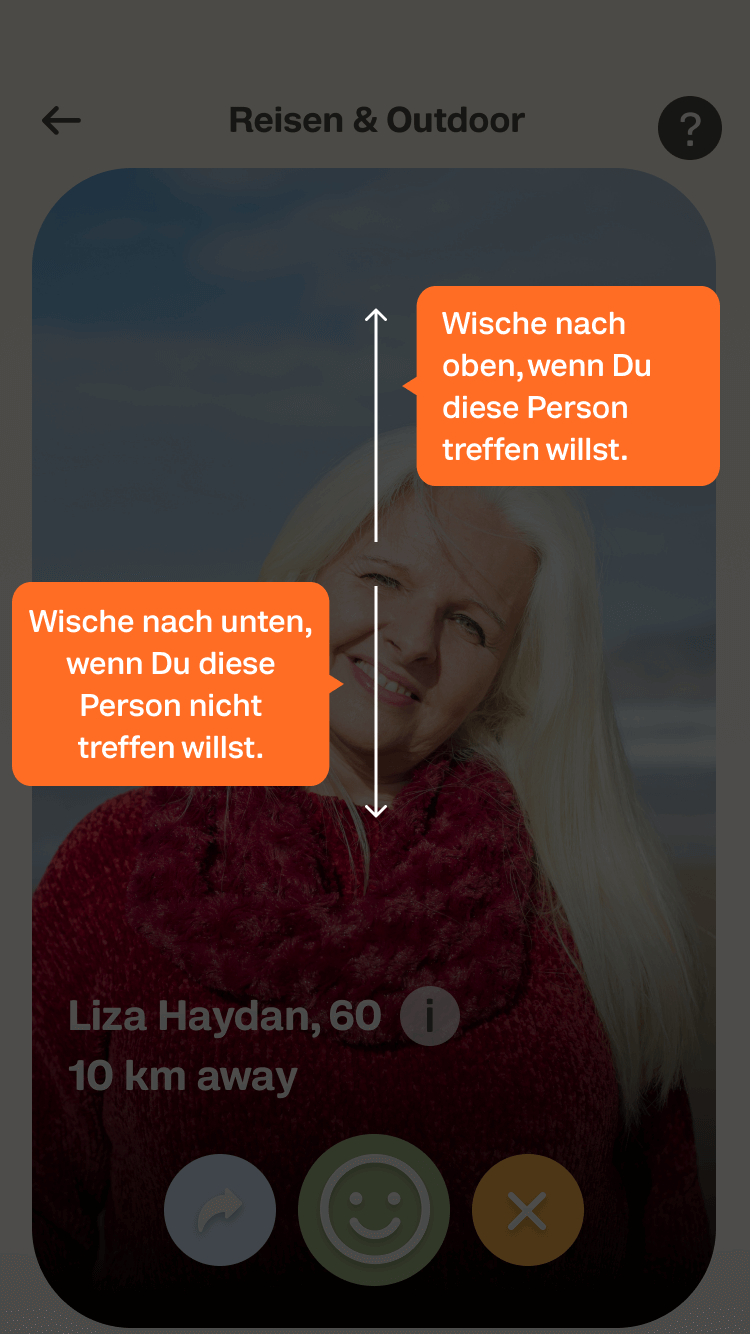 Reisen & Outdoor
?
Wische nach
oben, wenn Du
diese Person
treffen willst.
Wische nach unten,
wenn Du diese
Person nicht
treffen willst.
Liza Haydan, 60 i
10 km away